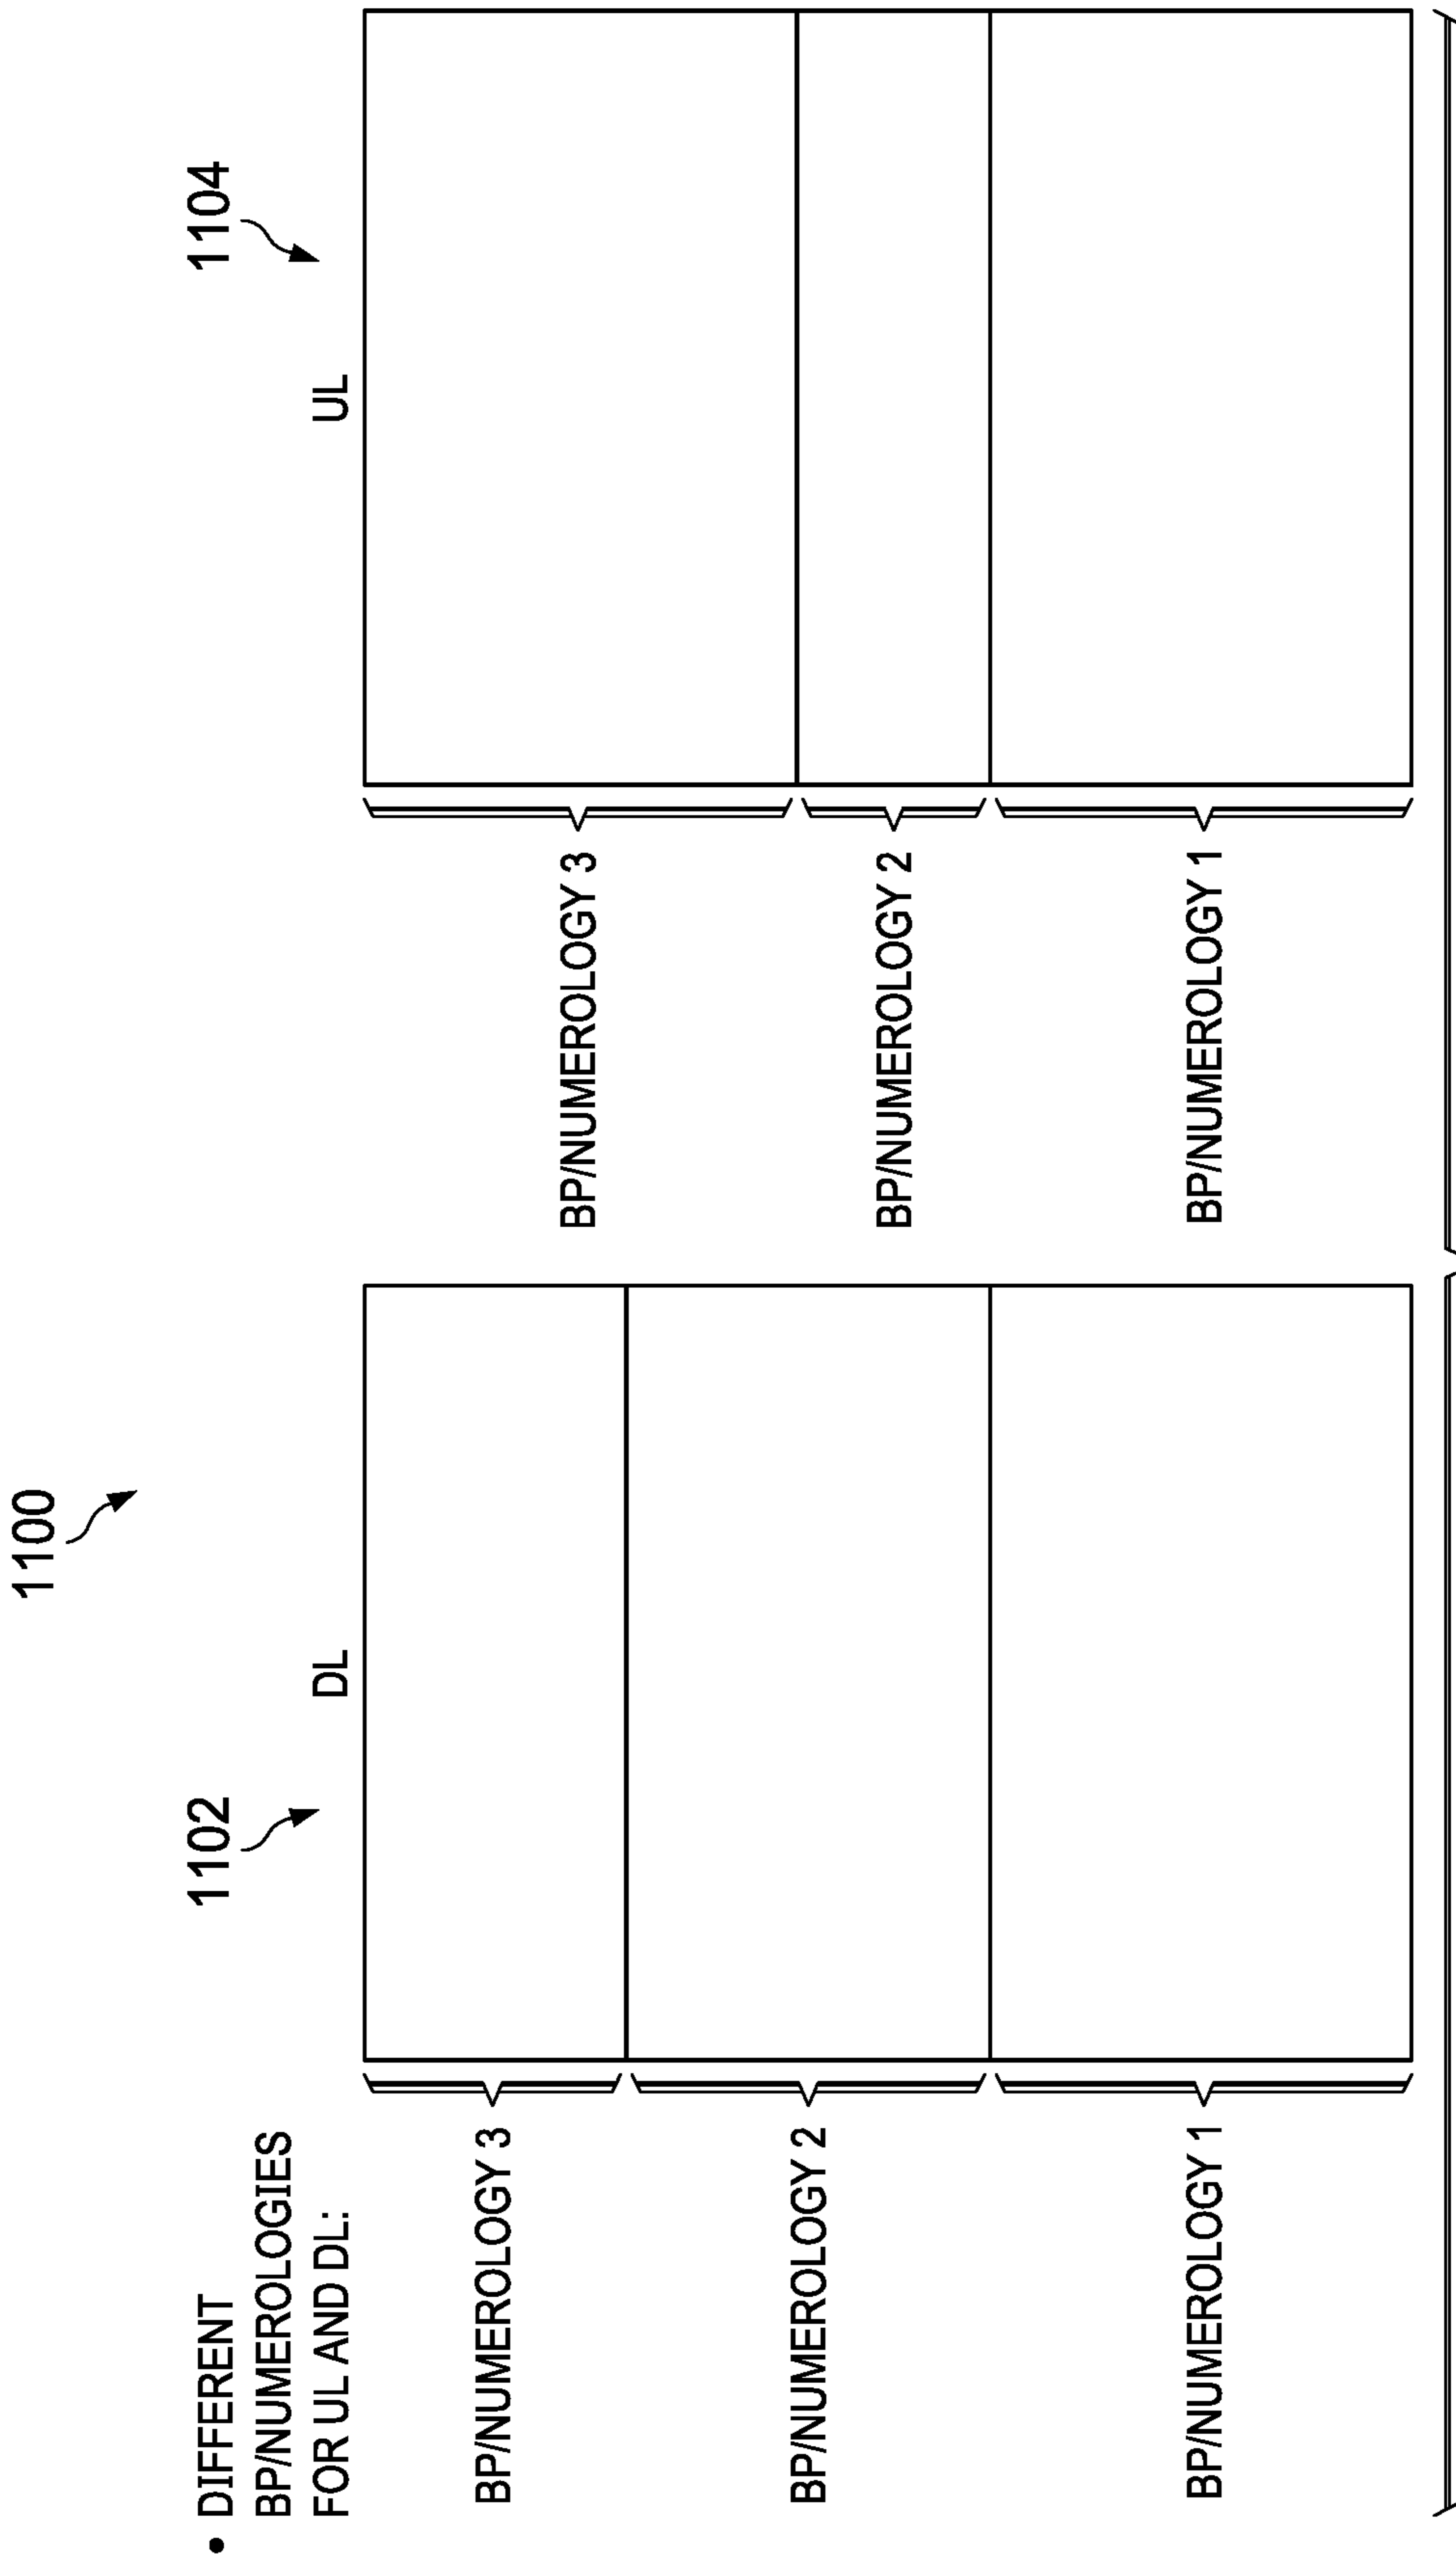 1100
• DIFFERENT
BP/NUMEROLOGIES
FOR UL AND DL:
1102
DL
BP/NUMEROLOGY 3
BP/NUMEROLOGY 2
BP/NUMEROLOGY 1
1104
UL
BP/NUMEROLOGY 3
BP/NUMEROLOGY 2
BP/NUMEROLOGY 1